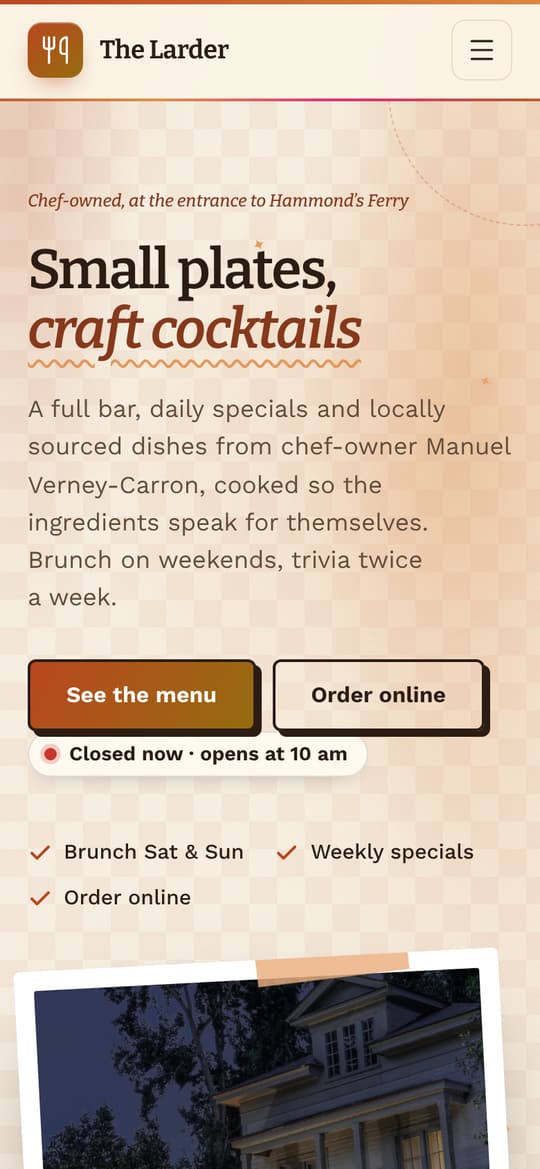 The Larder
Chef-owned, at the entrance to Hammond’s Ferry
Small plates,
craft cocktails
A full bar, daily specials and locally
sourced dishes from chef-owner Manuel
Verney-Carron, cooked so the
ingredients speak for themselves.
Brunch on weekends, trivia twice
a week.
See the menu
Order online
Closed now · opens at 10 am
Brunch Sat & Sun
Weekly specials
Order online